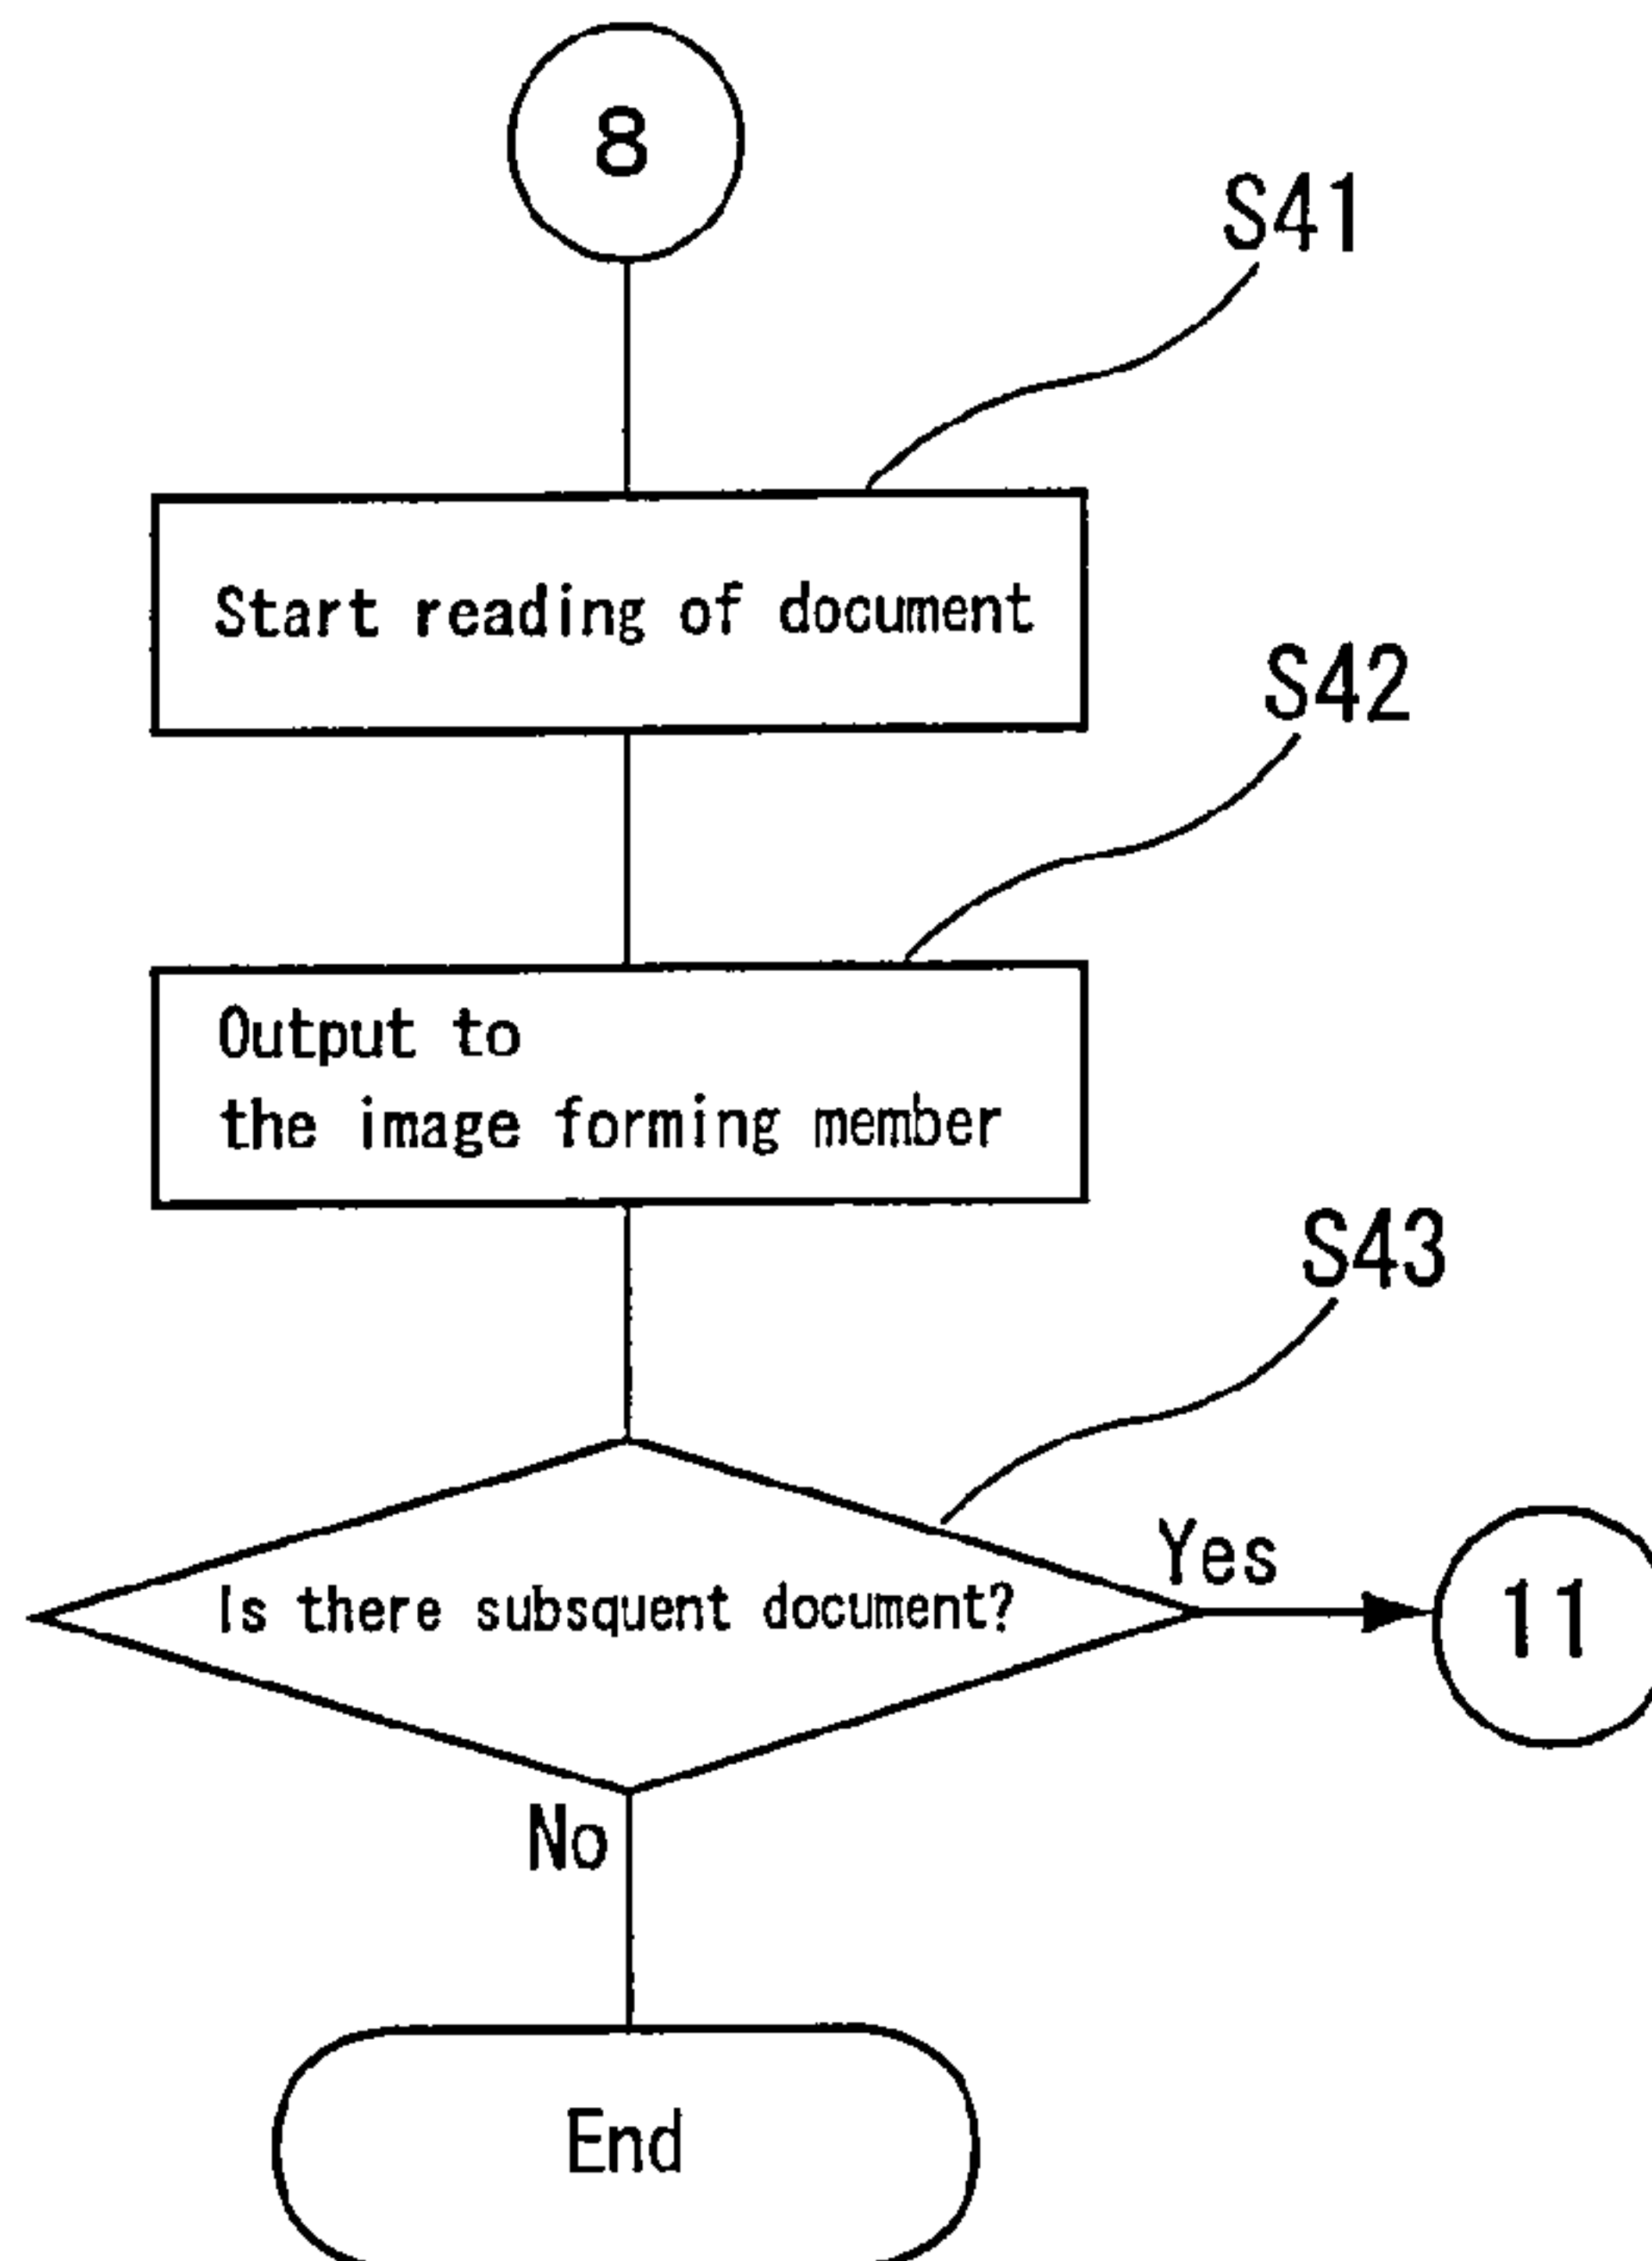 8
S41
Start reading of document
S42
Output to
the image forming member
S43
Is there subsquent document?
Yes
11
No
End